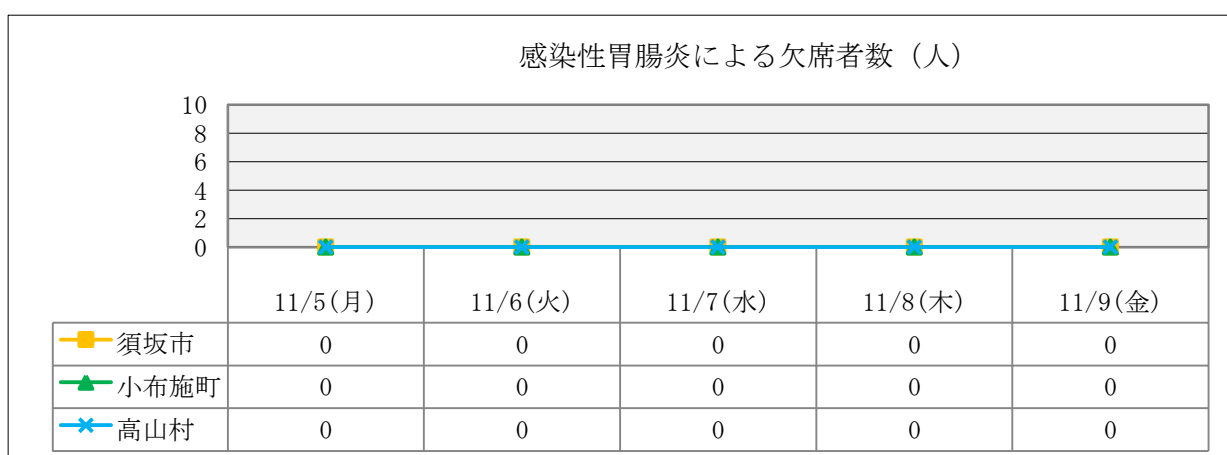 感染性胃腸炎による欠席者数（人）
10
8
6
4
2
0
11/5(月) 11/6(火) 11/7(水) 11/8(木) 11/9(金)
須坂市 0 0 0 0 0
小布施町 0 0 0 0 0
高山村 0 0 0 0 0